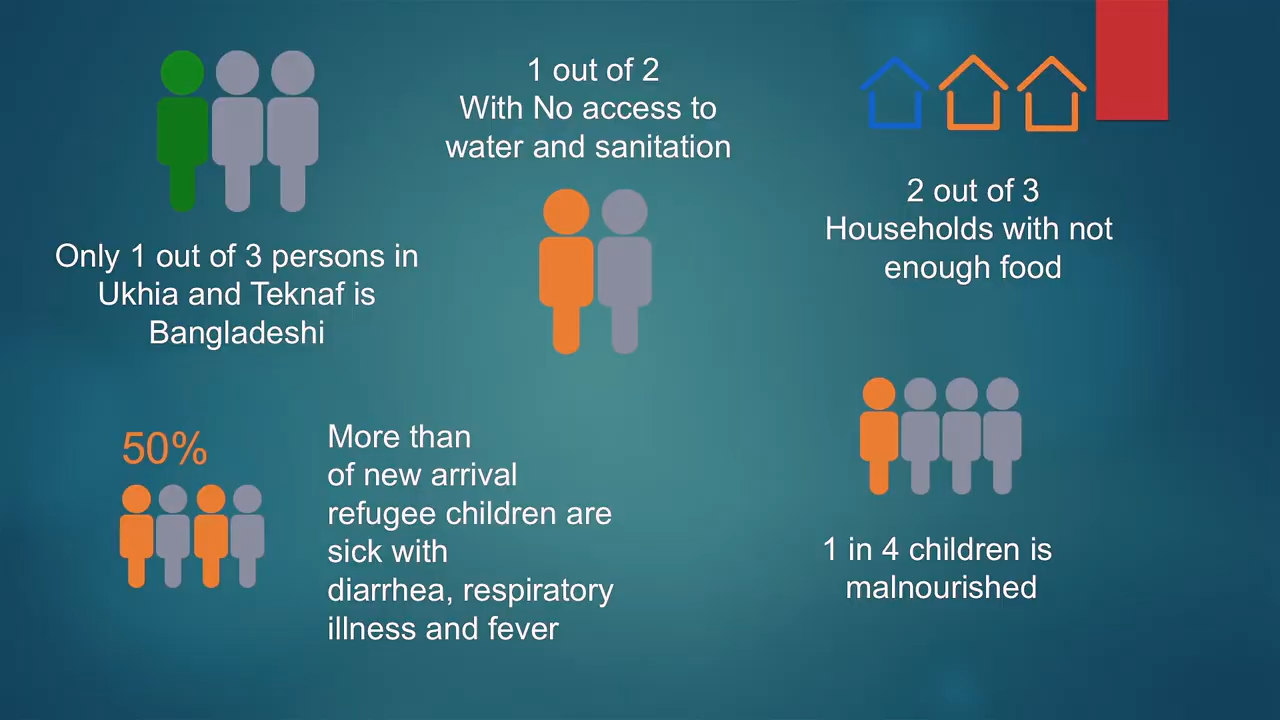 1 out of 2
With No access to
water and sanitation
2 out of 3
Households with not
enough food
Only 1 out of 3 persons in
Ukhia and Teknaf is
Bangladeshi
50%
More than
of new arrival
refugee children are
sick with
diarrhea, respiratory
illness and fever
1 in 4 children is
malnourished